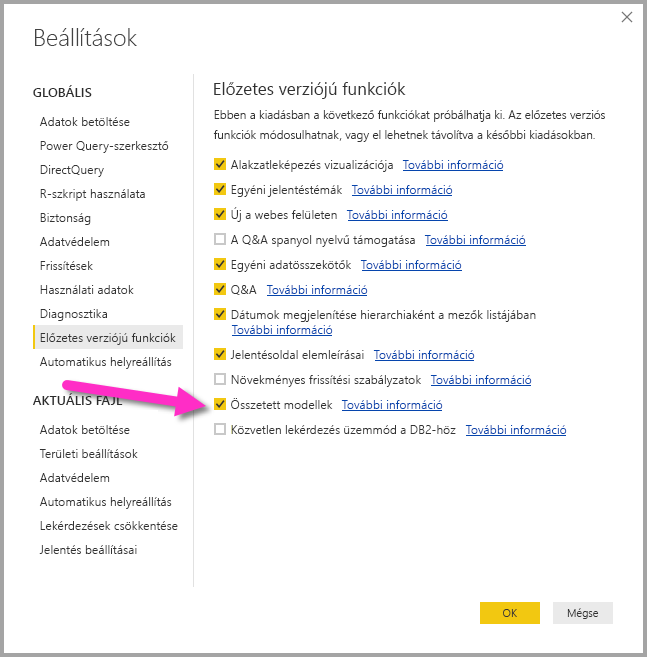 Beállítások
GLOBÁLIS
Adatok betöltése
Power Query-szerkesztő
DirectQuery
R-szkript használata
Biztonság
Adatvédelem
Frissítések
Használati adatok
Diagnosztika
Előzetes verziójú funkciók
Automatikus helyreállítás
AKTUÁLIS FÁJL
Adatok betöltése
Területi beállítások
Adatvédelem
Automatikus helyreállítás
Lekérdezések csökkentése
Jelentés beállításai
Előzetes verziójú funkciók
Ebben a kiadásban a következő funkciókat próbálhatja ki. Az előzetes verziós
funkciók módosulhatnak, vagy el lehetnek távolítva a későbbi kiadásokban.
Alakzatleképezés vizualizációja További információ
Egyéni jelentéstémák További információ
Új a webes felületen További információ
A Q&A spanyol nyelvű támogatása További információ
Egyéni adatösszekötők További információ
Q&A További információ
Dátumok megjelenítése hierarchiaként a mezők listájában
További információ
Jelentésoldal elemleírásai További információ
Növekményes frissítési szabályzatok További információ
Összetett modellek További információ
Közvetlen lekérdezés üzemmód a DB2-höz További információ
OK
Mégse